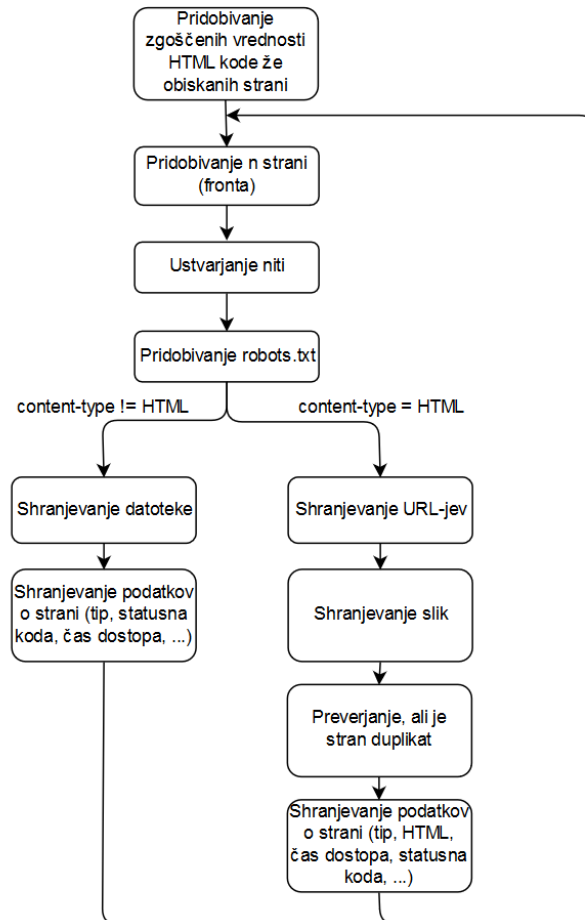 Pridobivanje
zgoščenih vrednosti
HTML kode že
obiskanih strani
Pridobivanje n strani
(fronta)
Ustvarjanje niti
Pridobivanje robots.txt
content-type != HTML
content-type = HTML
Shranjevanje datoteke
Shranjevanje podatkov
o strani (tip, statusna
koda, čas dostopa, ...)
Shranjevanje URL-jev
Shranjevanje slik
Preverjanje, ali je
stran duplikat
Shranjevanje podatkov
o strani (tip, HTML,
čas dostopa, statusna
koda, ...)